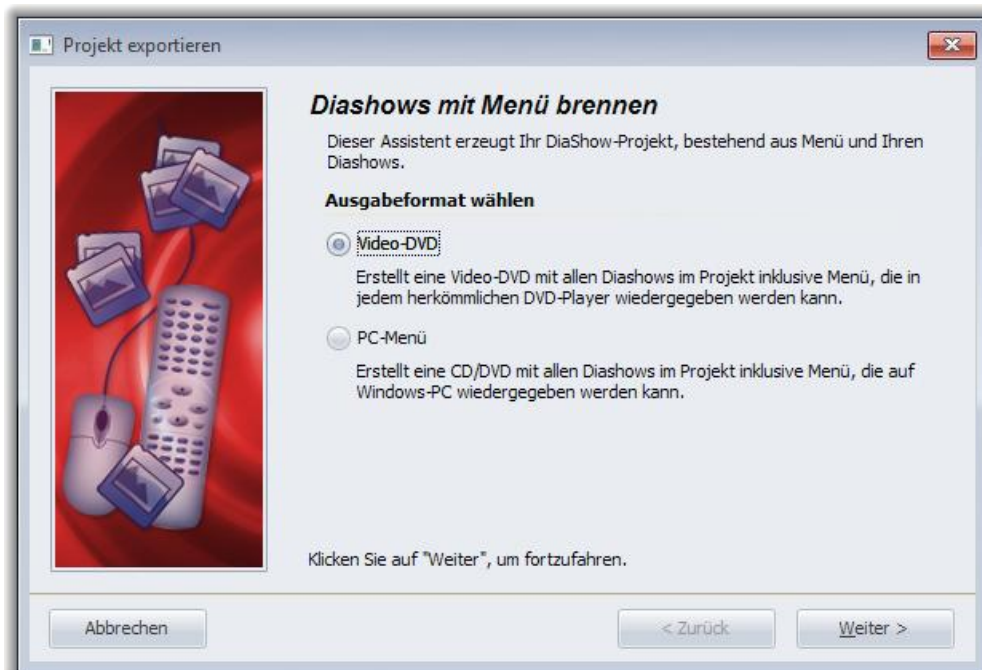 Projekt exportieren
Diashows mit Menü brennen
Dieser Assistent erzeugt Ihr DiaShow-Projekt, bestehend aus Menü und Ihren
Diashows.
Ausgabeformat wählen
Video-DVD
Erstellt eine Video-DVD mit allen Diashows im Projekt inklusive Menü, die in
jedem herkömmlichen DVD-Player wiedergegeben werden kann.
PC-Menü
Erstellt eine CD/DVD mit allen Diashows im Projekt inklusive Menü, die auf
Windows-PC wiedergegeben werden kann.
Klicken Sie auf "Weiter", um fortzufahren.
Abbrechen
< Zurück
Weiter >